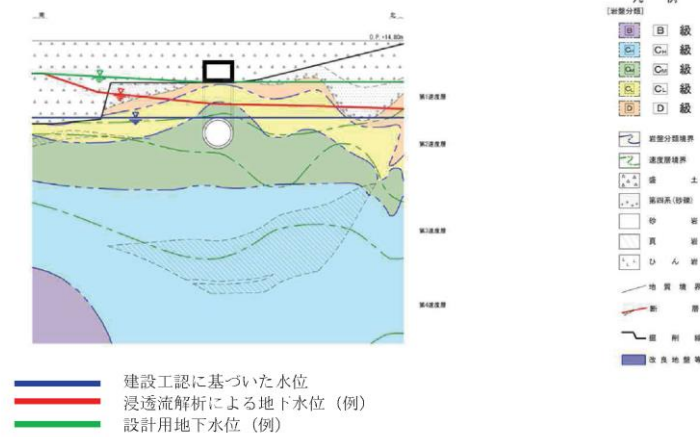 凡 例
[岩盤分類]
東 北
O.P.+14.80m
B B 級
CH CH 級
CM CM 級
CL CL 級
D D 級
第1速度層
第2速度層
第3速度層
第4速度層
岩盤分類境界
速度層境界
盛 土
第四系(砂礫)
砂 岩
頁 岩
ひ ん 岩
地 質 境 界
断 層
掘 削 線
改 良 地 盤 等
建設工認に基づいた水位
浸透流解析による地下水位（例）
設計用地下水位（例）